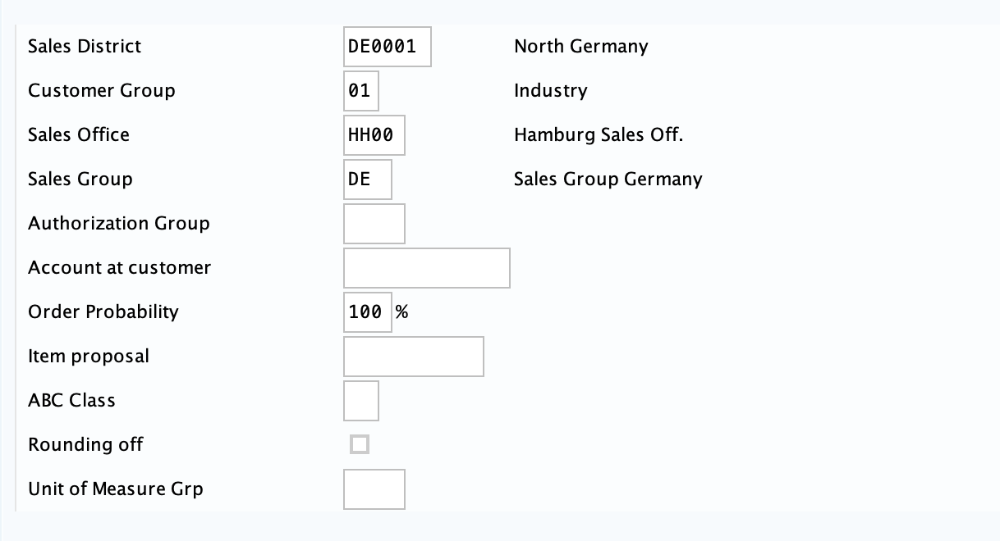 Sales District DE0001 North Germany
Customer Group 01 Industry
Sales Office HH00 Hamburg Sales Off.
Sales Group DE Sales Group Germany
Authorization Group
Account at customer
Order Probability 100 %
Item proposal
ABC Class
Rounding off
Unit of Measure Grp